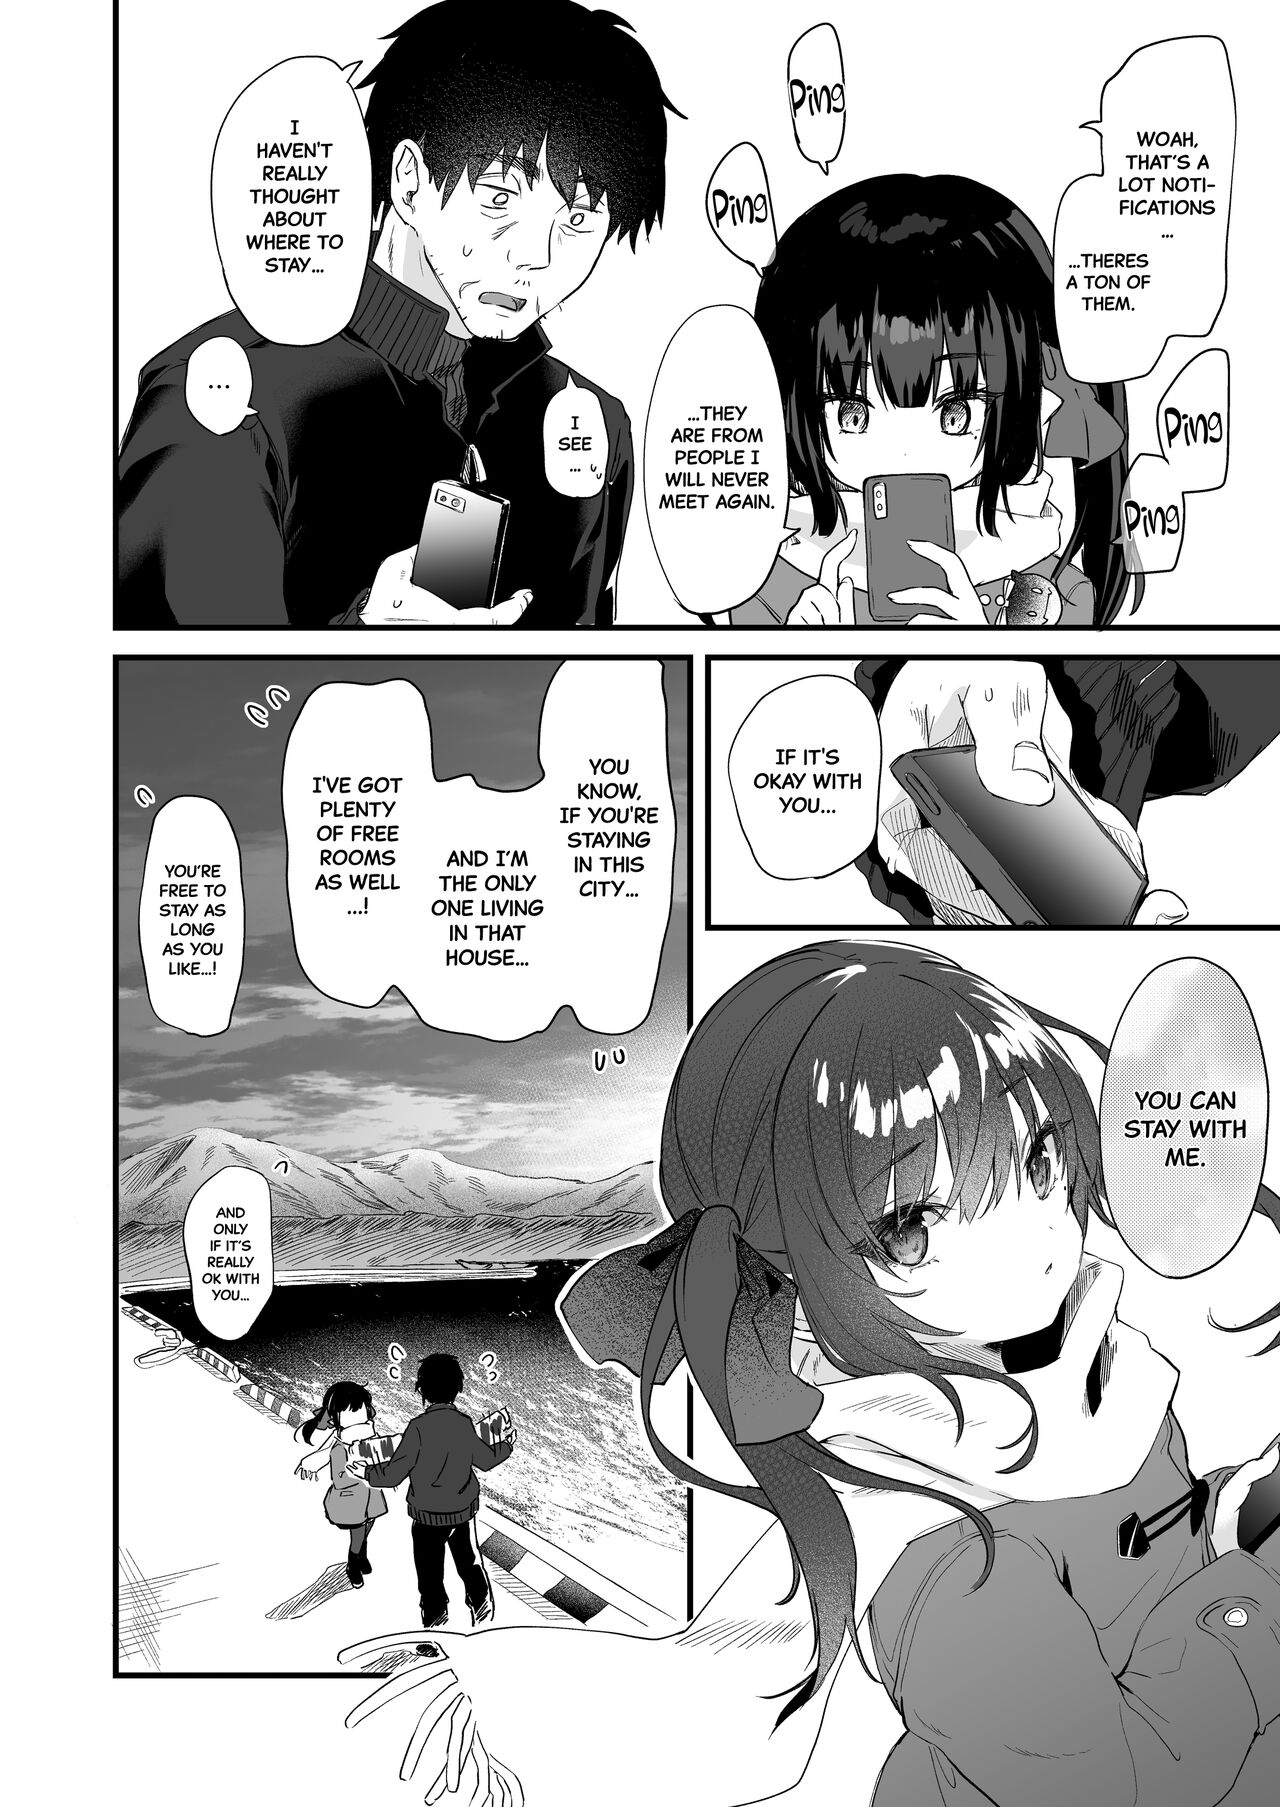 WOAH,
THAT'S A
LOT NOTI-
FICATIONS
...
...THERES
A TON OF
THEM.
Ping
Ping
Ping
Ping
...THEY
ARE FROM
PEOPLE I
WILL NEVER
MEET AGAIN.
I
SEE
...
I
HAVEN'T
REALLY
THOUGHT
ABOUT
WHERE TO
STAY...
...
IF IT'S
OKAY WITH
YOU...
YOU CAN
STAY WITH
ME.
YOU
KNOW,
IF YOU'RE
STAYING
IN THIS
CITY...
AND I'M
THE ONLY
ONE LIVING
IN THAT
HOUSE...
I'VE GOT
PLENTY
OF FREE
ROOMS
AS WELL
...!
YOU'RE
FREE TO
STAY AS
LONG
AS YOU
LIKE...!
AND
ONLY
IF IT'S
REALLY
OK WITH
YOU...